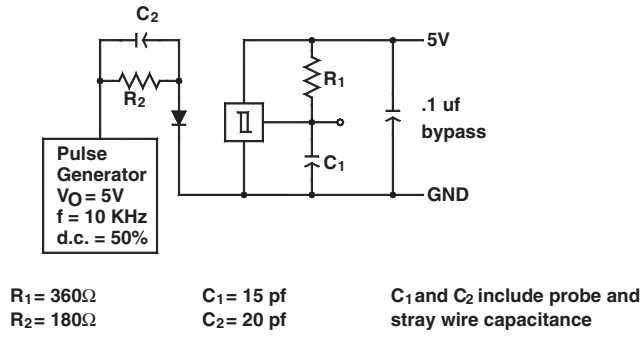 C2
R2
Pulse
Generator
VO = 5V
f = 10 KHz
d.c. = 50%
5V
R1
C1
.1 uf
bypass
GND
R1 = 360Ω
R2 = 180Ω
C1 = 15 pf
C2 = 20 pf
C1 and C2 include probe and
stray wire capacitance